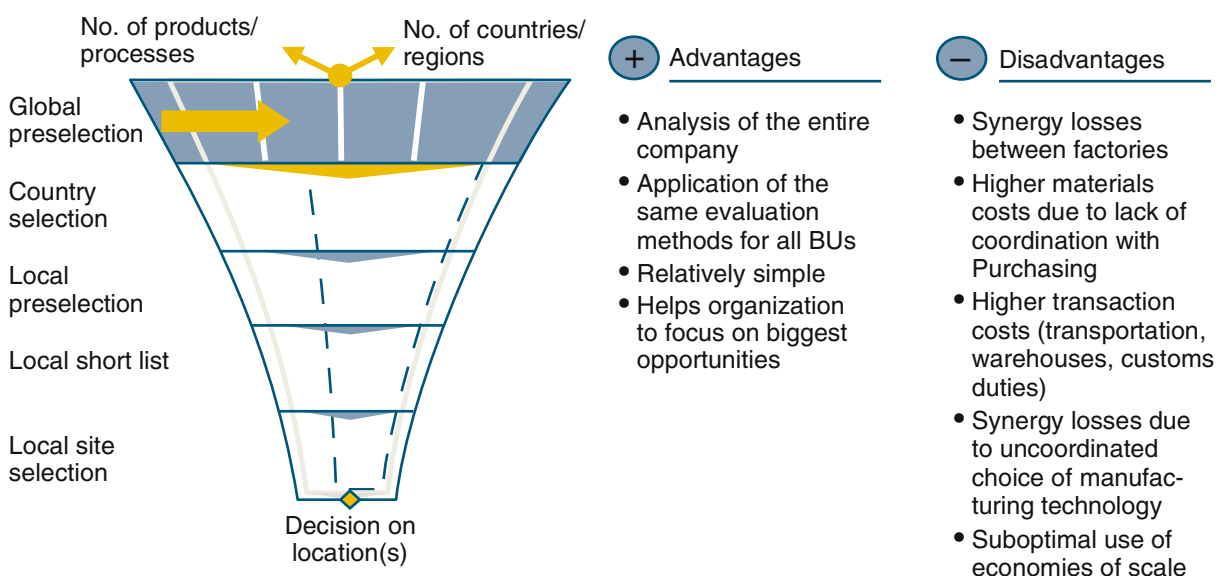 No. of products/
processes
No. of countries/
regions
Global
preselection
Country
selection
Local
preselection
Local short list
Local site
selection
Decision on
location(s)
+ Advantages
• Analysis of the entire
company
• Application of the
same evaluation
methods for all BUs
• Relatively simple
• Helps organization
to focus on biggest
opportunities
– Disadvantages
• Synergy losses
between factories
• Higher materials
costs due to lack of
coordination with
Purchasing
• Higher transaction
costs (transportation,
warehouses, customs
duties)
• Synergy losses due
to uncoordinated
choice of manufac-
turing technology
• Suboptimal use of
economies of scale